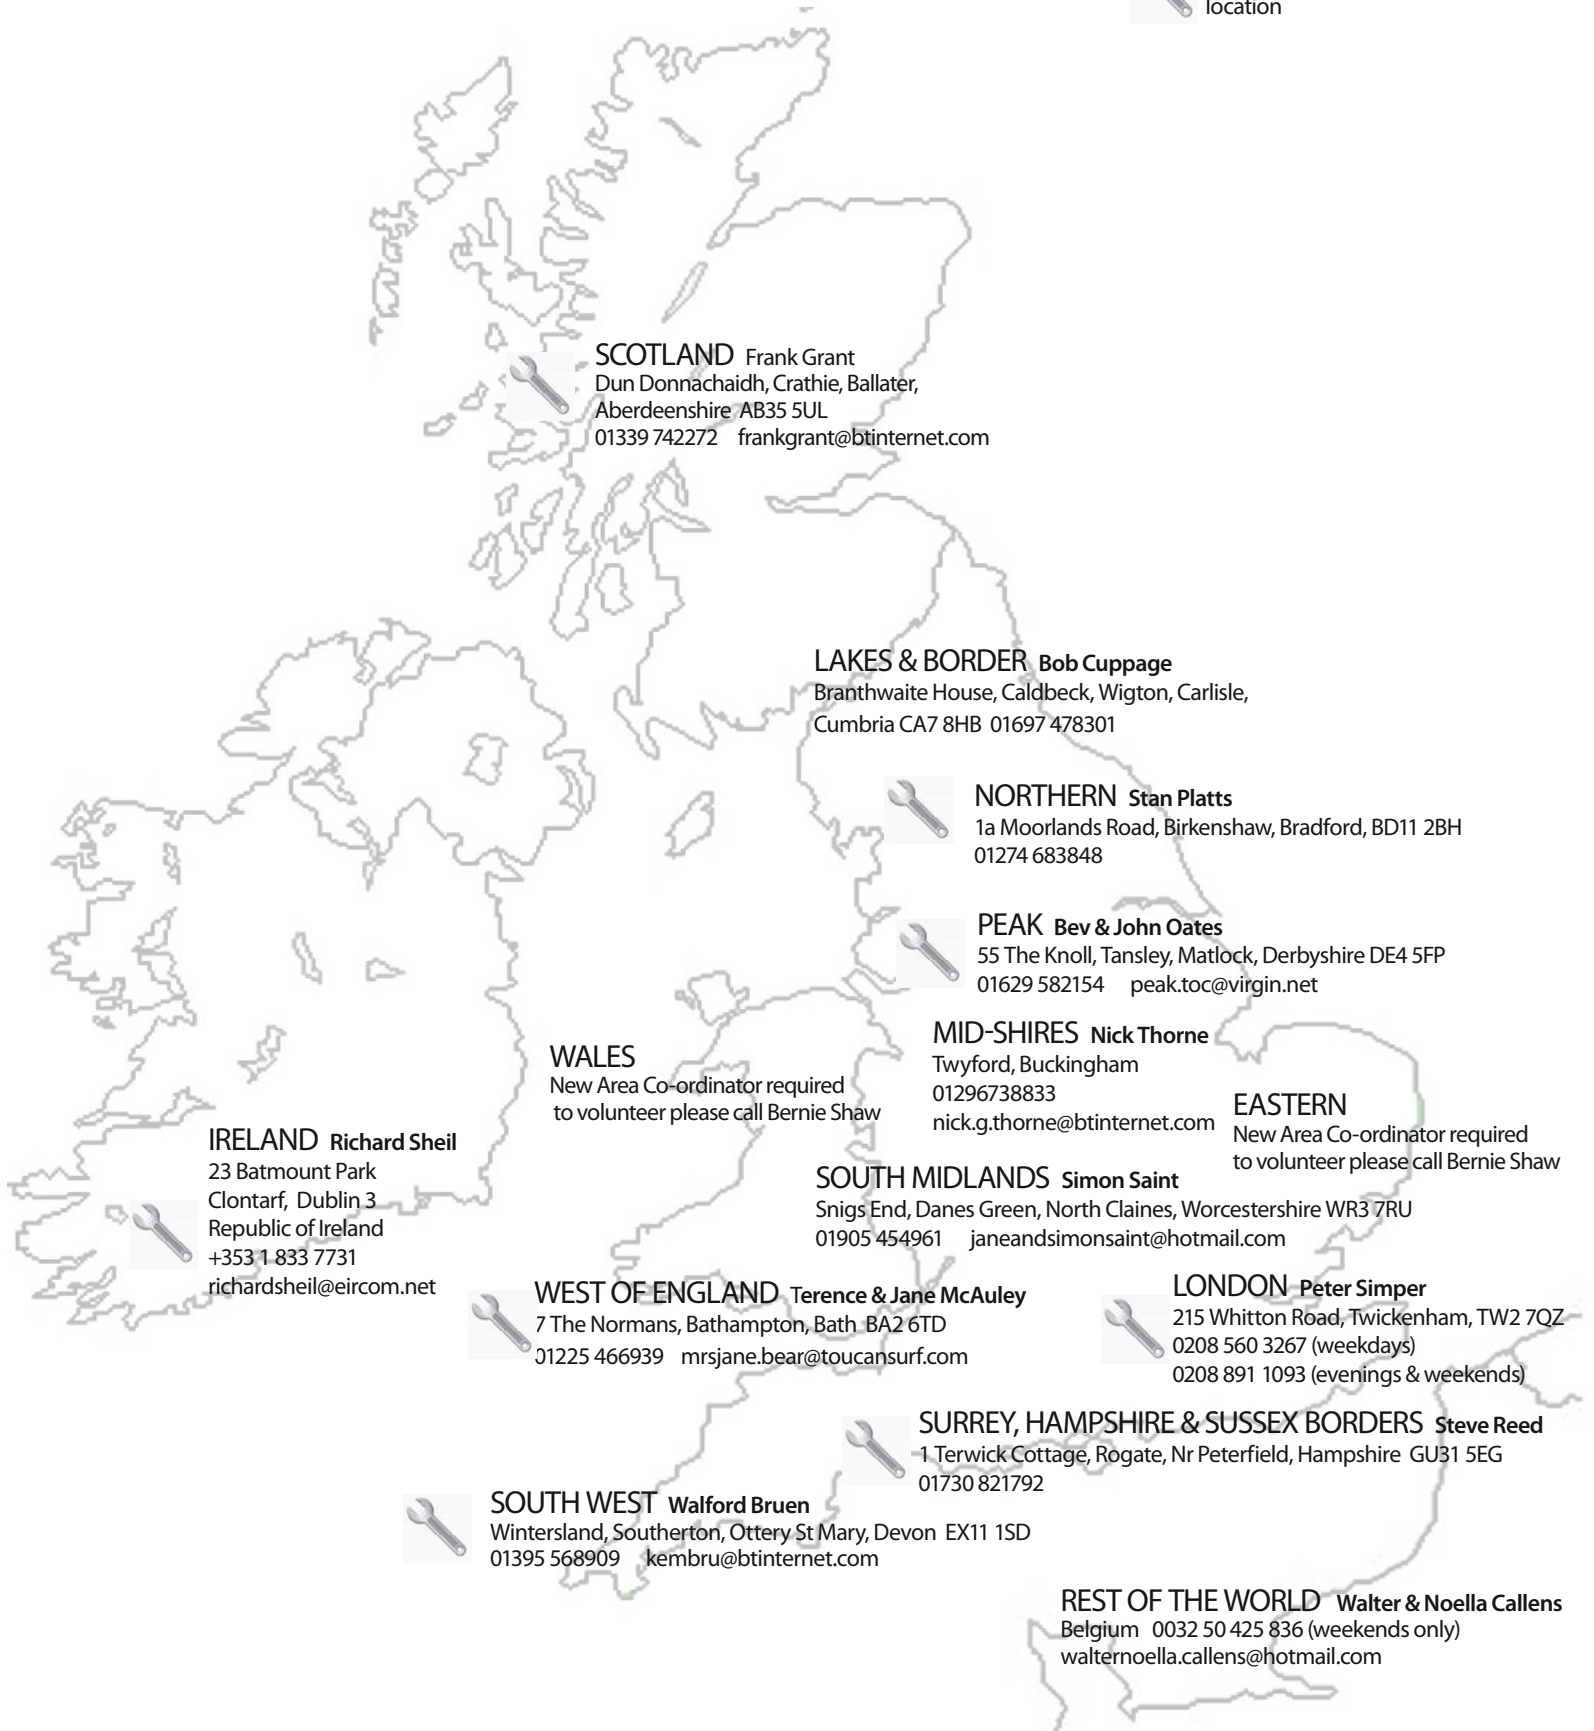 location
SCOTLAND Frank Grant
Dun Donnachaidh, Crathie, Ballater,
Aberdeenshire AB35 5UL
01339 742272 frankgrant@btinternet.com
LAKES & BORDER Bob Cuppage
Branthwaite House, Caldbeck, Wigton, Carlisle,
Cumbria CA7 8HB 01697 478301
NORTHERN Stan Platts
1a Moorlands Road, Birkenshaw, Bradford, BD11 2BH
01274 683848
PEAK Bev & John Oates
55 The Knoll, Tansley, Matlock, Derbyshire DE4 5FP
01629 582154 peak.toc@virgin.net
MID-SHIRES Nick Thorne
Twyford, Buckingham
01296738833
nick.g.thorne@btinternet.com
WALES
New Area Co-ordinator required
to volunteer please call Bernie Shaw
EASTERN
New Area Co-ordinator required
to volunteer please call Bernie Shaw
IRELAND Richard Sheil
23 Batmount Park
Clontarf, Dublin 3
Republic of Ireland
+353 1 833 7731
richardsheil@eircom.net
SOUTH MIDLANDS Simon Saint
Snigs End, Danes Green, North Claines, Worcestershire WR3 7RU
01905 454961 janeandsimonsaint@hotmail.com
WEST OF ENGLAND Terence & Jane McAuley
7 The Normans, Bathampton, Bath BA2 6TD
01225 466939 mrsjane.bear@toucansurf.com
LONDON Peter Simper
215 Whitton Road, Twickenham, TW2 7QZ
0208 560 3267 (weekdays)
0208 891 1093 (evenings & weekends)
SURREY, HAMPSHIRE & SUSSEX BORDERS Steve Reed
1 Terwick Cottage, Rogate, Nr Peterfield, Hampshire GU31 5EG
01730 821792
SOUTH WEST Walford Bruen
Wintersland, Southerton, Ottery St Mary, Devon EX11 1SD
01395 568909 kembru@btinternet.com
REST OF THE WORLD Walter & Noella Callens
Belgium 0032 50 425 836 (weekends only)
walternoella.callens@hotmail.com